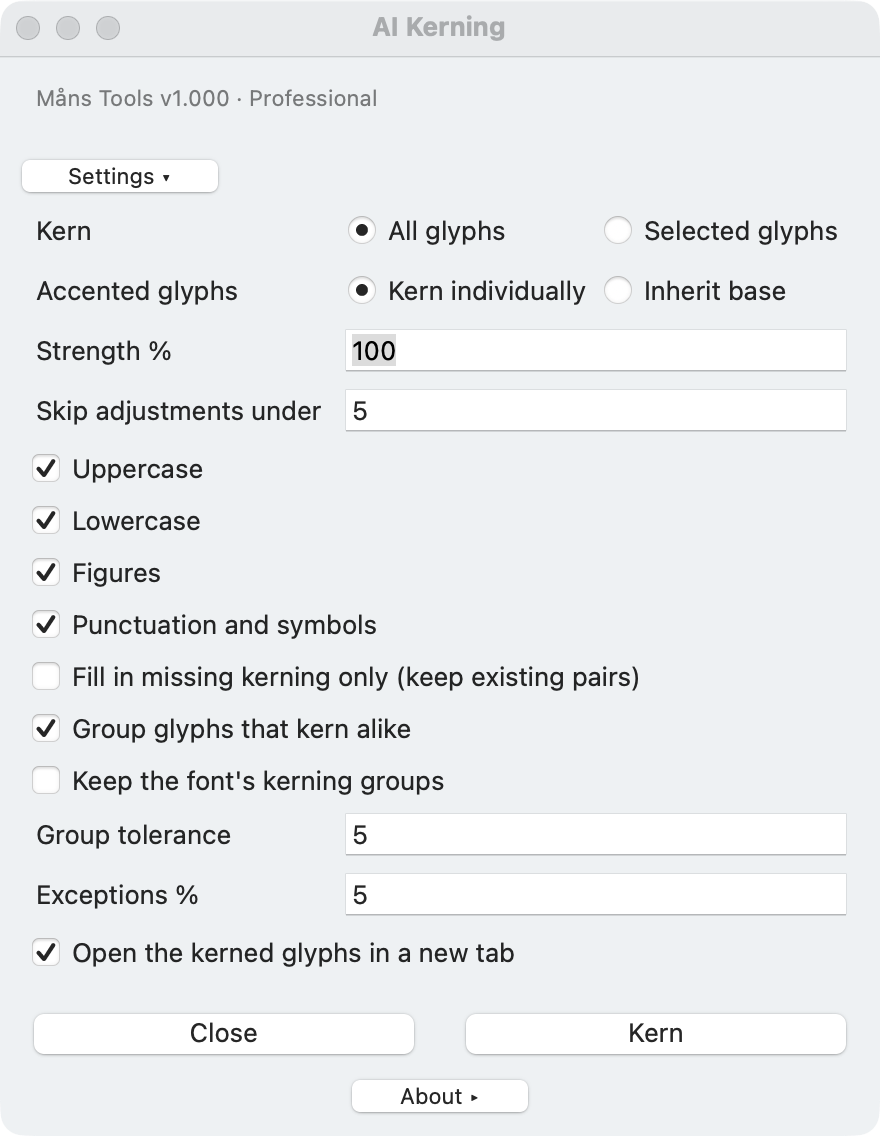 AI Kerning
Måns Tools v1.000 · Professional
Settings ▾
Kern All glyphs Selected glyphs
Accented glyphs Kern individually Inherit base
Strength % 100
Skip adjustments under 5
Uppercase
Lowercase
Figures
Punctuation and symbols
Fill in missing kerning only (keep existing pairs)
Group glyphs that kern alike
Keep the font's kerning groups
Group tolerance 5
Exceptions % 5
Open the kerned glyphs in a new tab
Close Kern
About ▸